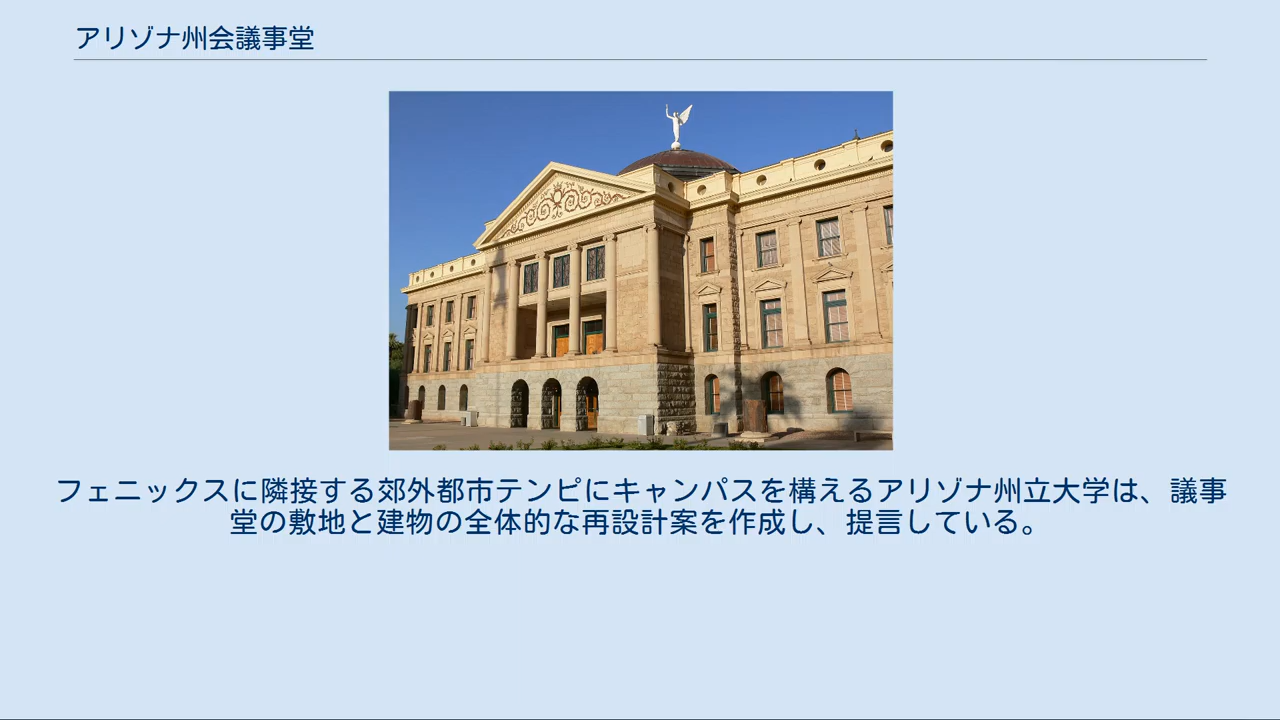 アリゾナ州会議事堂
フェニックスに隣接する郊外都市テンピにキャンパスを構えるアリゾナ州立大学は、議事
堂の敷地と建物の全体的な再設計案を作成し、提言している。